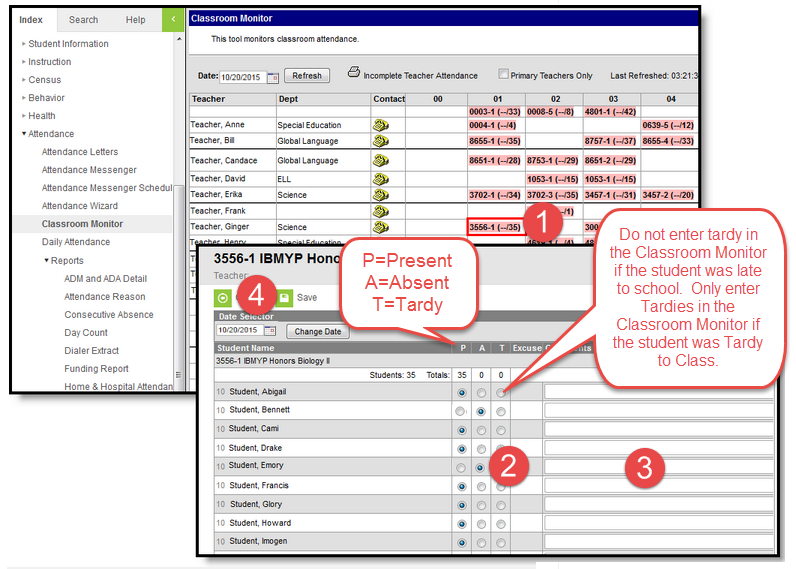 Index Search Help <
Classroom Monitor
This tool monitors classroom attendance.
Student Information
Instruction
Census
Behavior
Health
Attendance
Attendance Letters
Attendance Messenger
Attendance Messenger Schedul
Attendance Wizard
Classroom Monitor
Daily Attendance
Reports
ADM and ADA Detail
Attendance Reason
Consecutive Absence
Day Count
Dialer Extract
Funding Report
Home & Hospital Attendan
Date: 10/20/2015 Refresh Incomplete Teacher Attendance Primary Teachers Only Last Refreshed: 03:21:3
Teacher Dept Contact 00 01 02 03 04
0003-1 (--/33) 0008-5 (--/8) 4801-1 (--/42)
Teacher, Anne Special Education 0004-1 (--/4) 0639-5 (--/12)
Teacher, Bill Global Language 8655-1 (--/35) 8757-1 (--/37) 8655-4 (--/33)
Teacher, Candace Global Language 8651-1 (--/28) 8753-1 (--/29) 8651-2 (--/29)
Teacher, David ELL 1053-1 (--/15) 1053-1 (--/15)
Teacher, Erika Science 3702-1 (--/34) 3702-3 (--/35) 3457-1 (--/31) 3457-2 (--/20)
Teacher, Frank
Teacher, Ginger Science 3556-1 (--/35) 300
Teacher, Henry Special Education
1
3556-1 IBMYP Hono
Teacher:
4
Save
Date Selector
10/20/2015 Change Date
P=Present
A=Absent
T=Tardy
Do not enter tardy in
the Classroom Monitor
if the student was late
to school. Only enter
Tardies in the
Classroom Monitor if
the student was Tardy
to Class.
Student Name P A T Excuse
3556-1 IBMYP Honors Biology II
Students: 35 Totals: 35 0 0
10 Student, Abigail
10 Student, Bennett
10 Student, Cami
10 Student, Drake
10 Student, Emory
10 Student, Francis
10 Student, Glory
10 Student, Howard
10 Student, Imogen
2
3